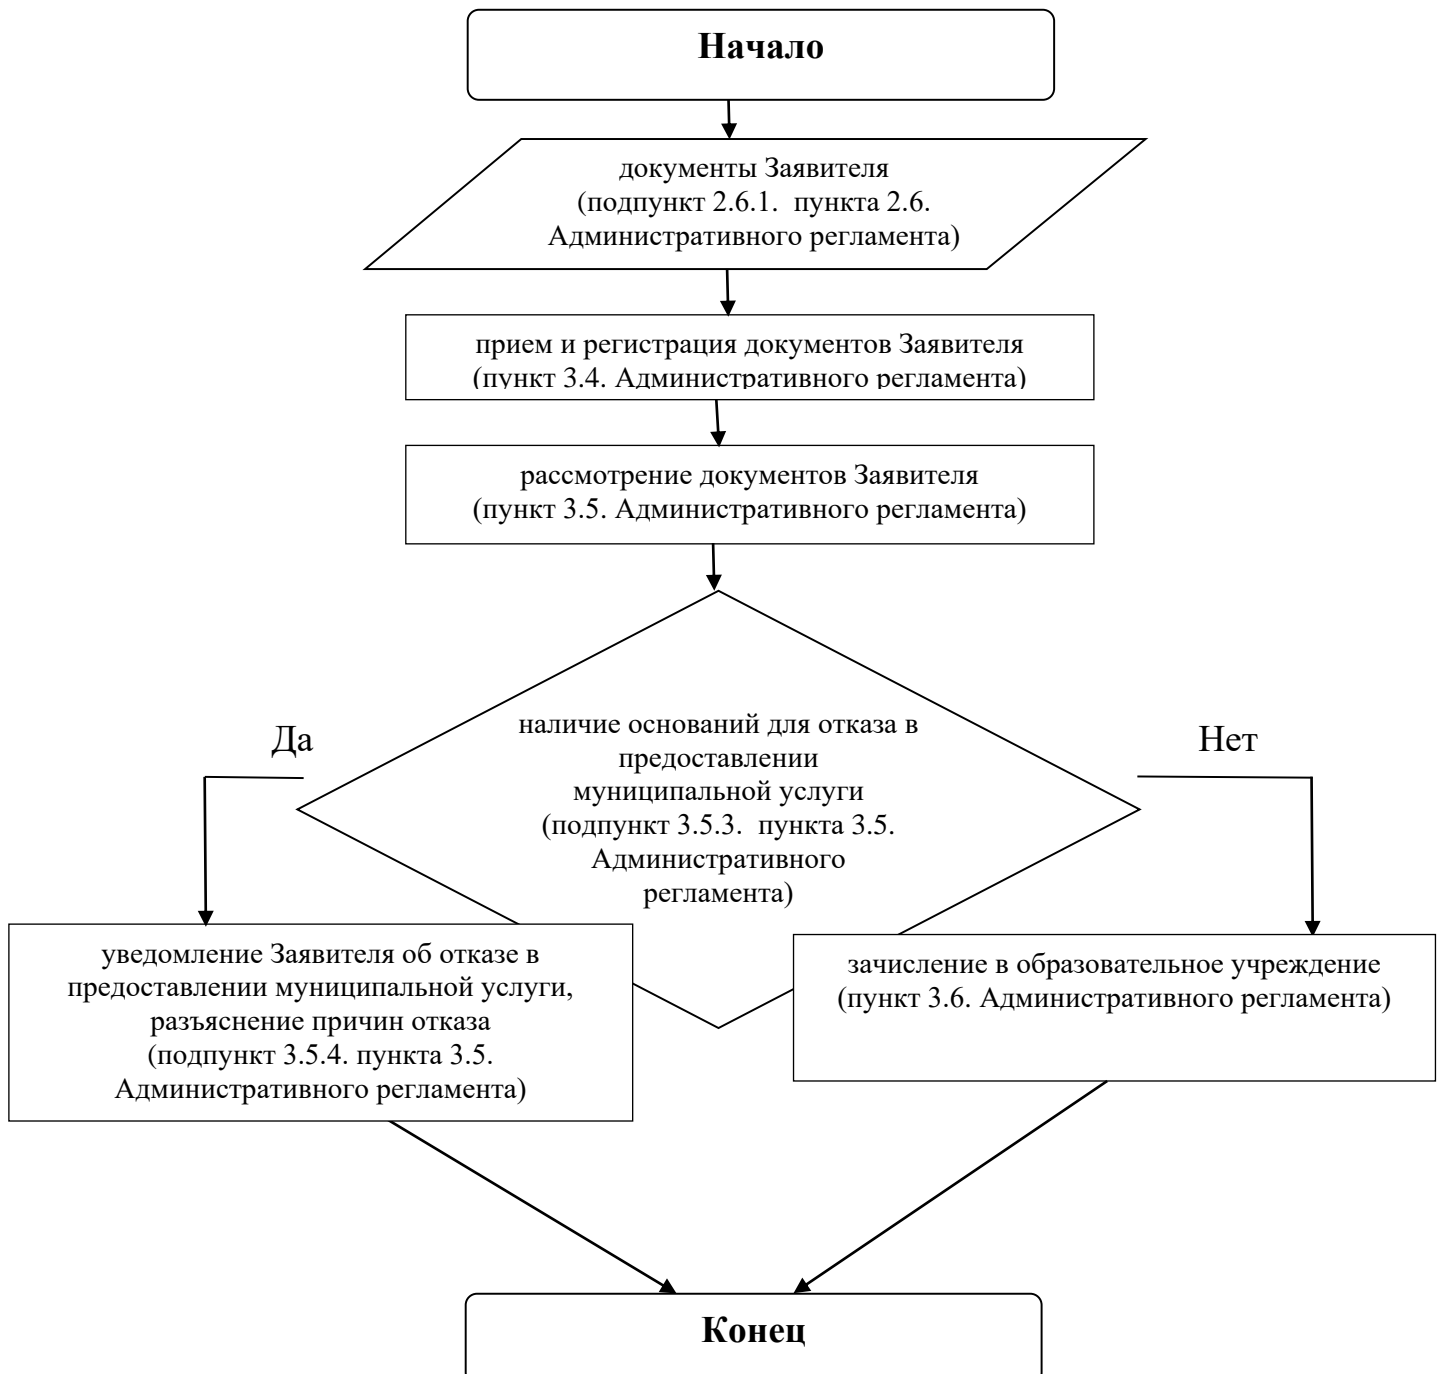 Начало
документы Заявителя
(подпункт 2.6.1. пункта 2.6.
Административного регламента)
прием и регистрация документов Заявителя
(пункт 3.4. Административного регламента)
рассмотрение документов Заявителя
(пункт 3.5. Административного регламента)
Да
Нет
наличие оснований для отказа в
предоставлении
муниципальной услуги
(подпункт 3.5.3. пункта 3.5.
Административного
регламента)
уведомление Заявителя об отказе в
предоставлении муниципальной услуги,
разъяснение причин отказа
(подпункт 3.5.4. пункта 3.5.
Административного регламента)
зачисление в образовательное учреждение
(пункт 3.6. Административного регламента)
Конец